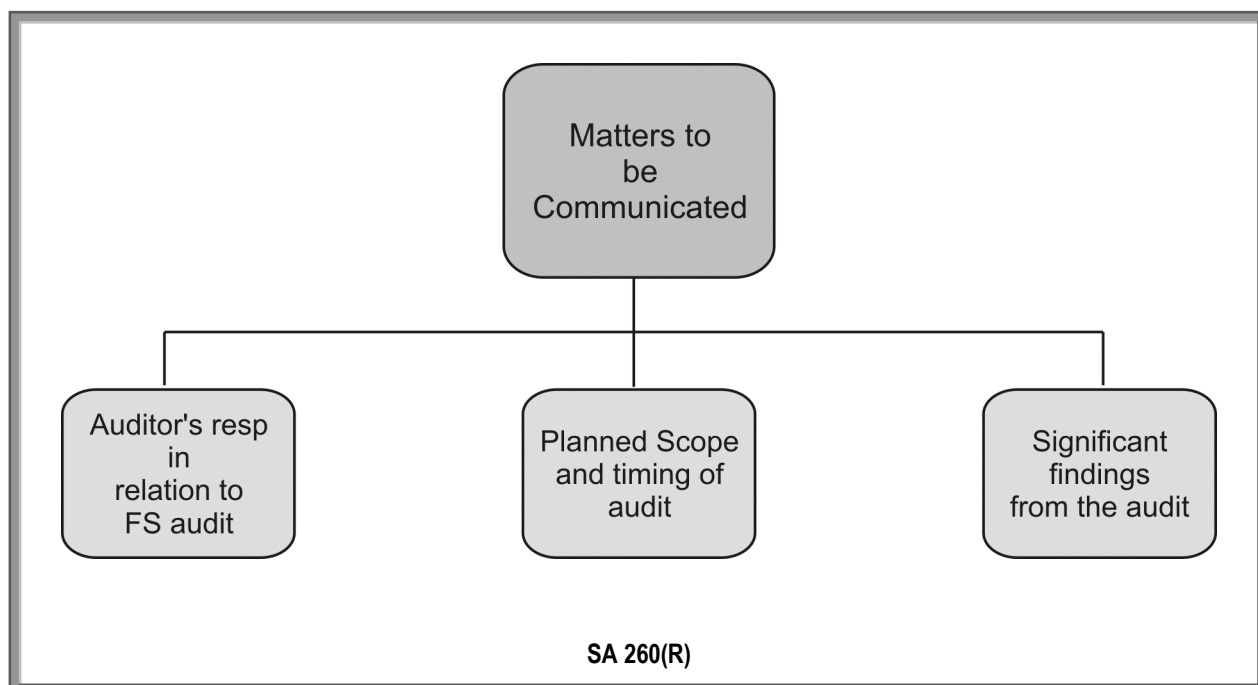 Matters to
be
Communicated
Auditor's resp
in
relation to
FS audit
Planned Scope
and timing of
audit
Significant
findings
from the audit
SA 260(R)